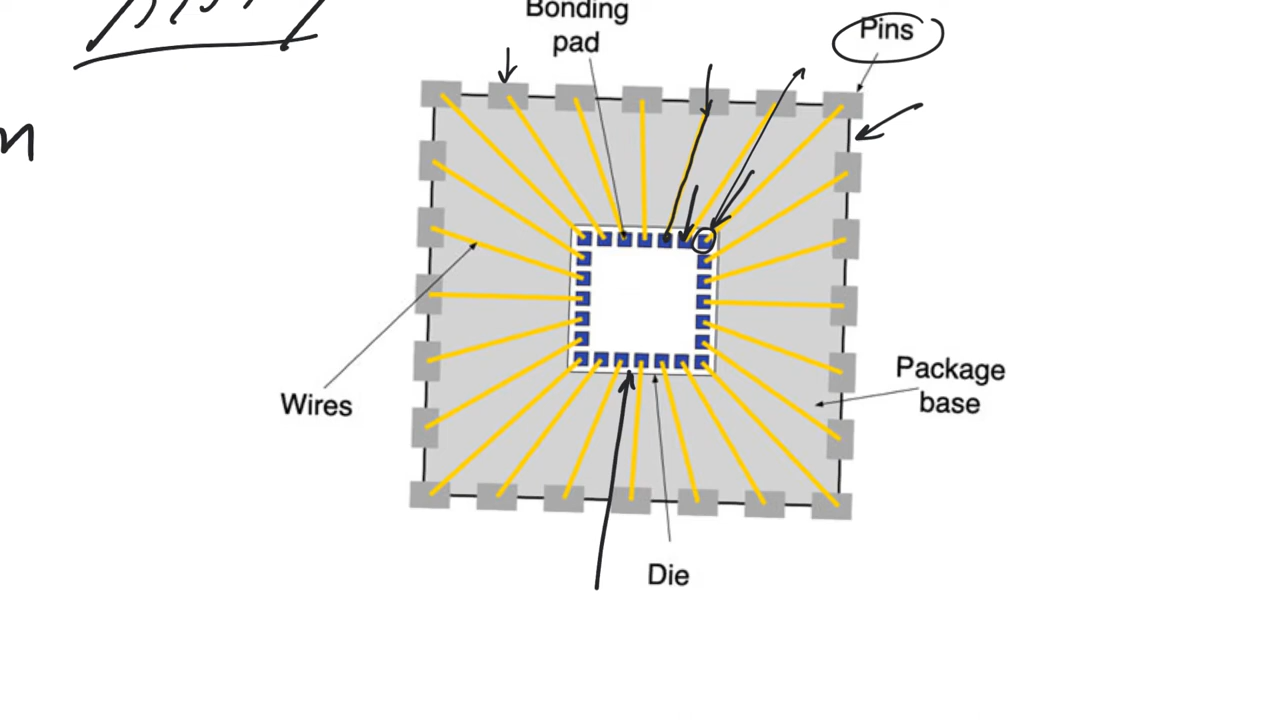 Bonding
pad
Pins
n
Wires
Package
base
Die